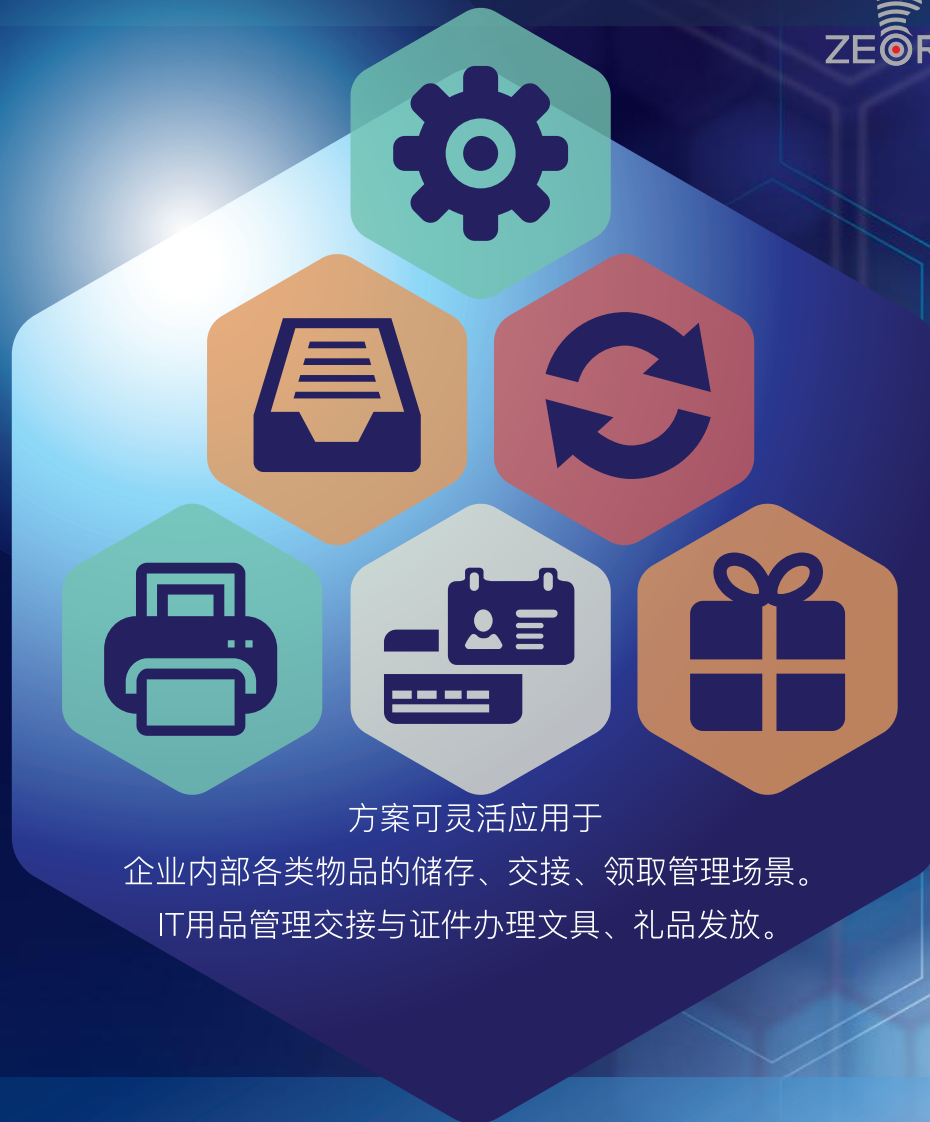 方案可灵活应用于
企业内部各类物品的储存、交接、领取管理场景。
IT用品管理交接与证件办理文具、礼品发放。